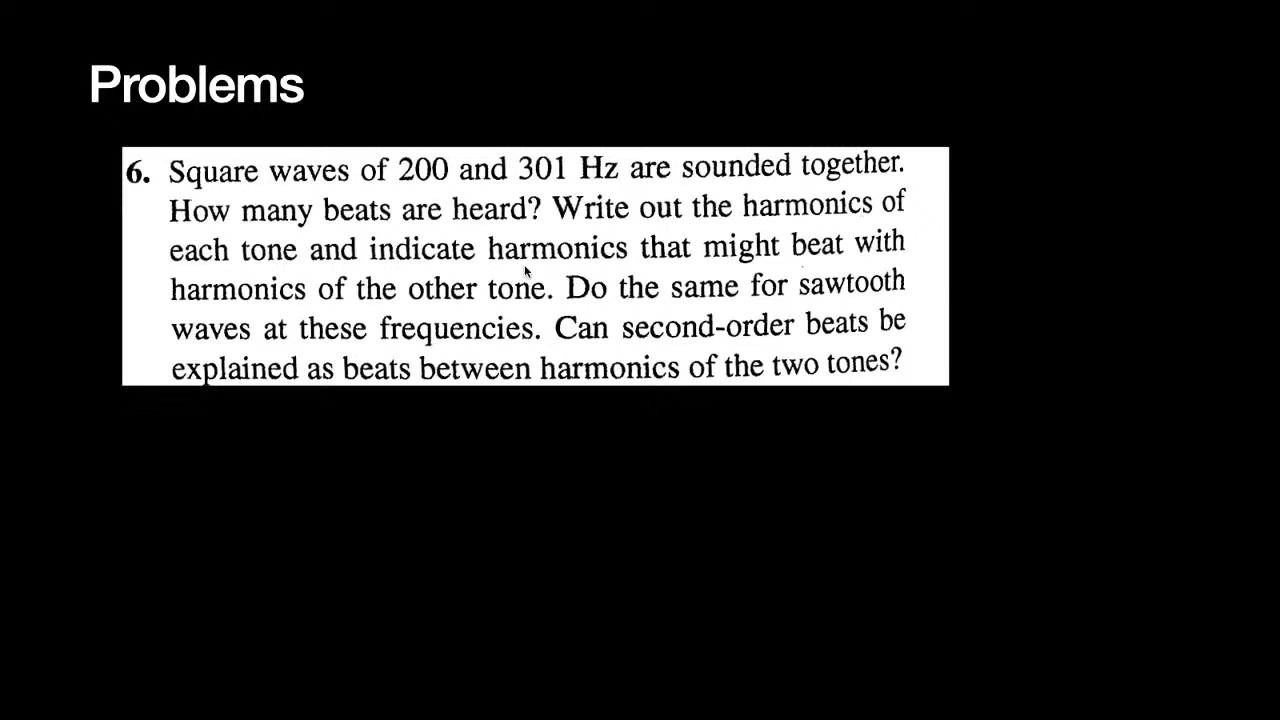 Problems
6. Square waves of 200 and 301 Hz are sounded together.
How many beats are heard? Write out the harmonics of
each tone and indicate harmonics that might beat with
harmonics of the other tone. Do the same for sawtooth
waves at these frequencies. Can second-order beats be
explained as beats between harmonics of the two tones?